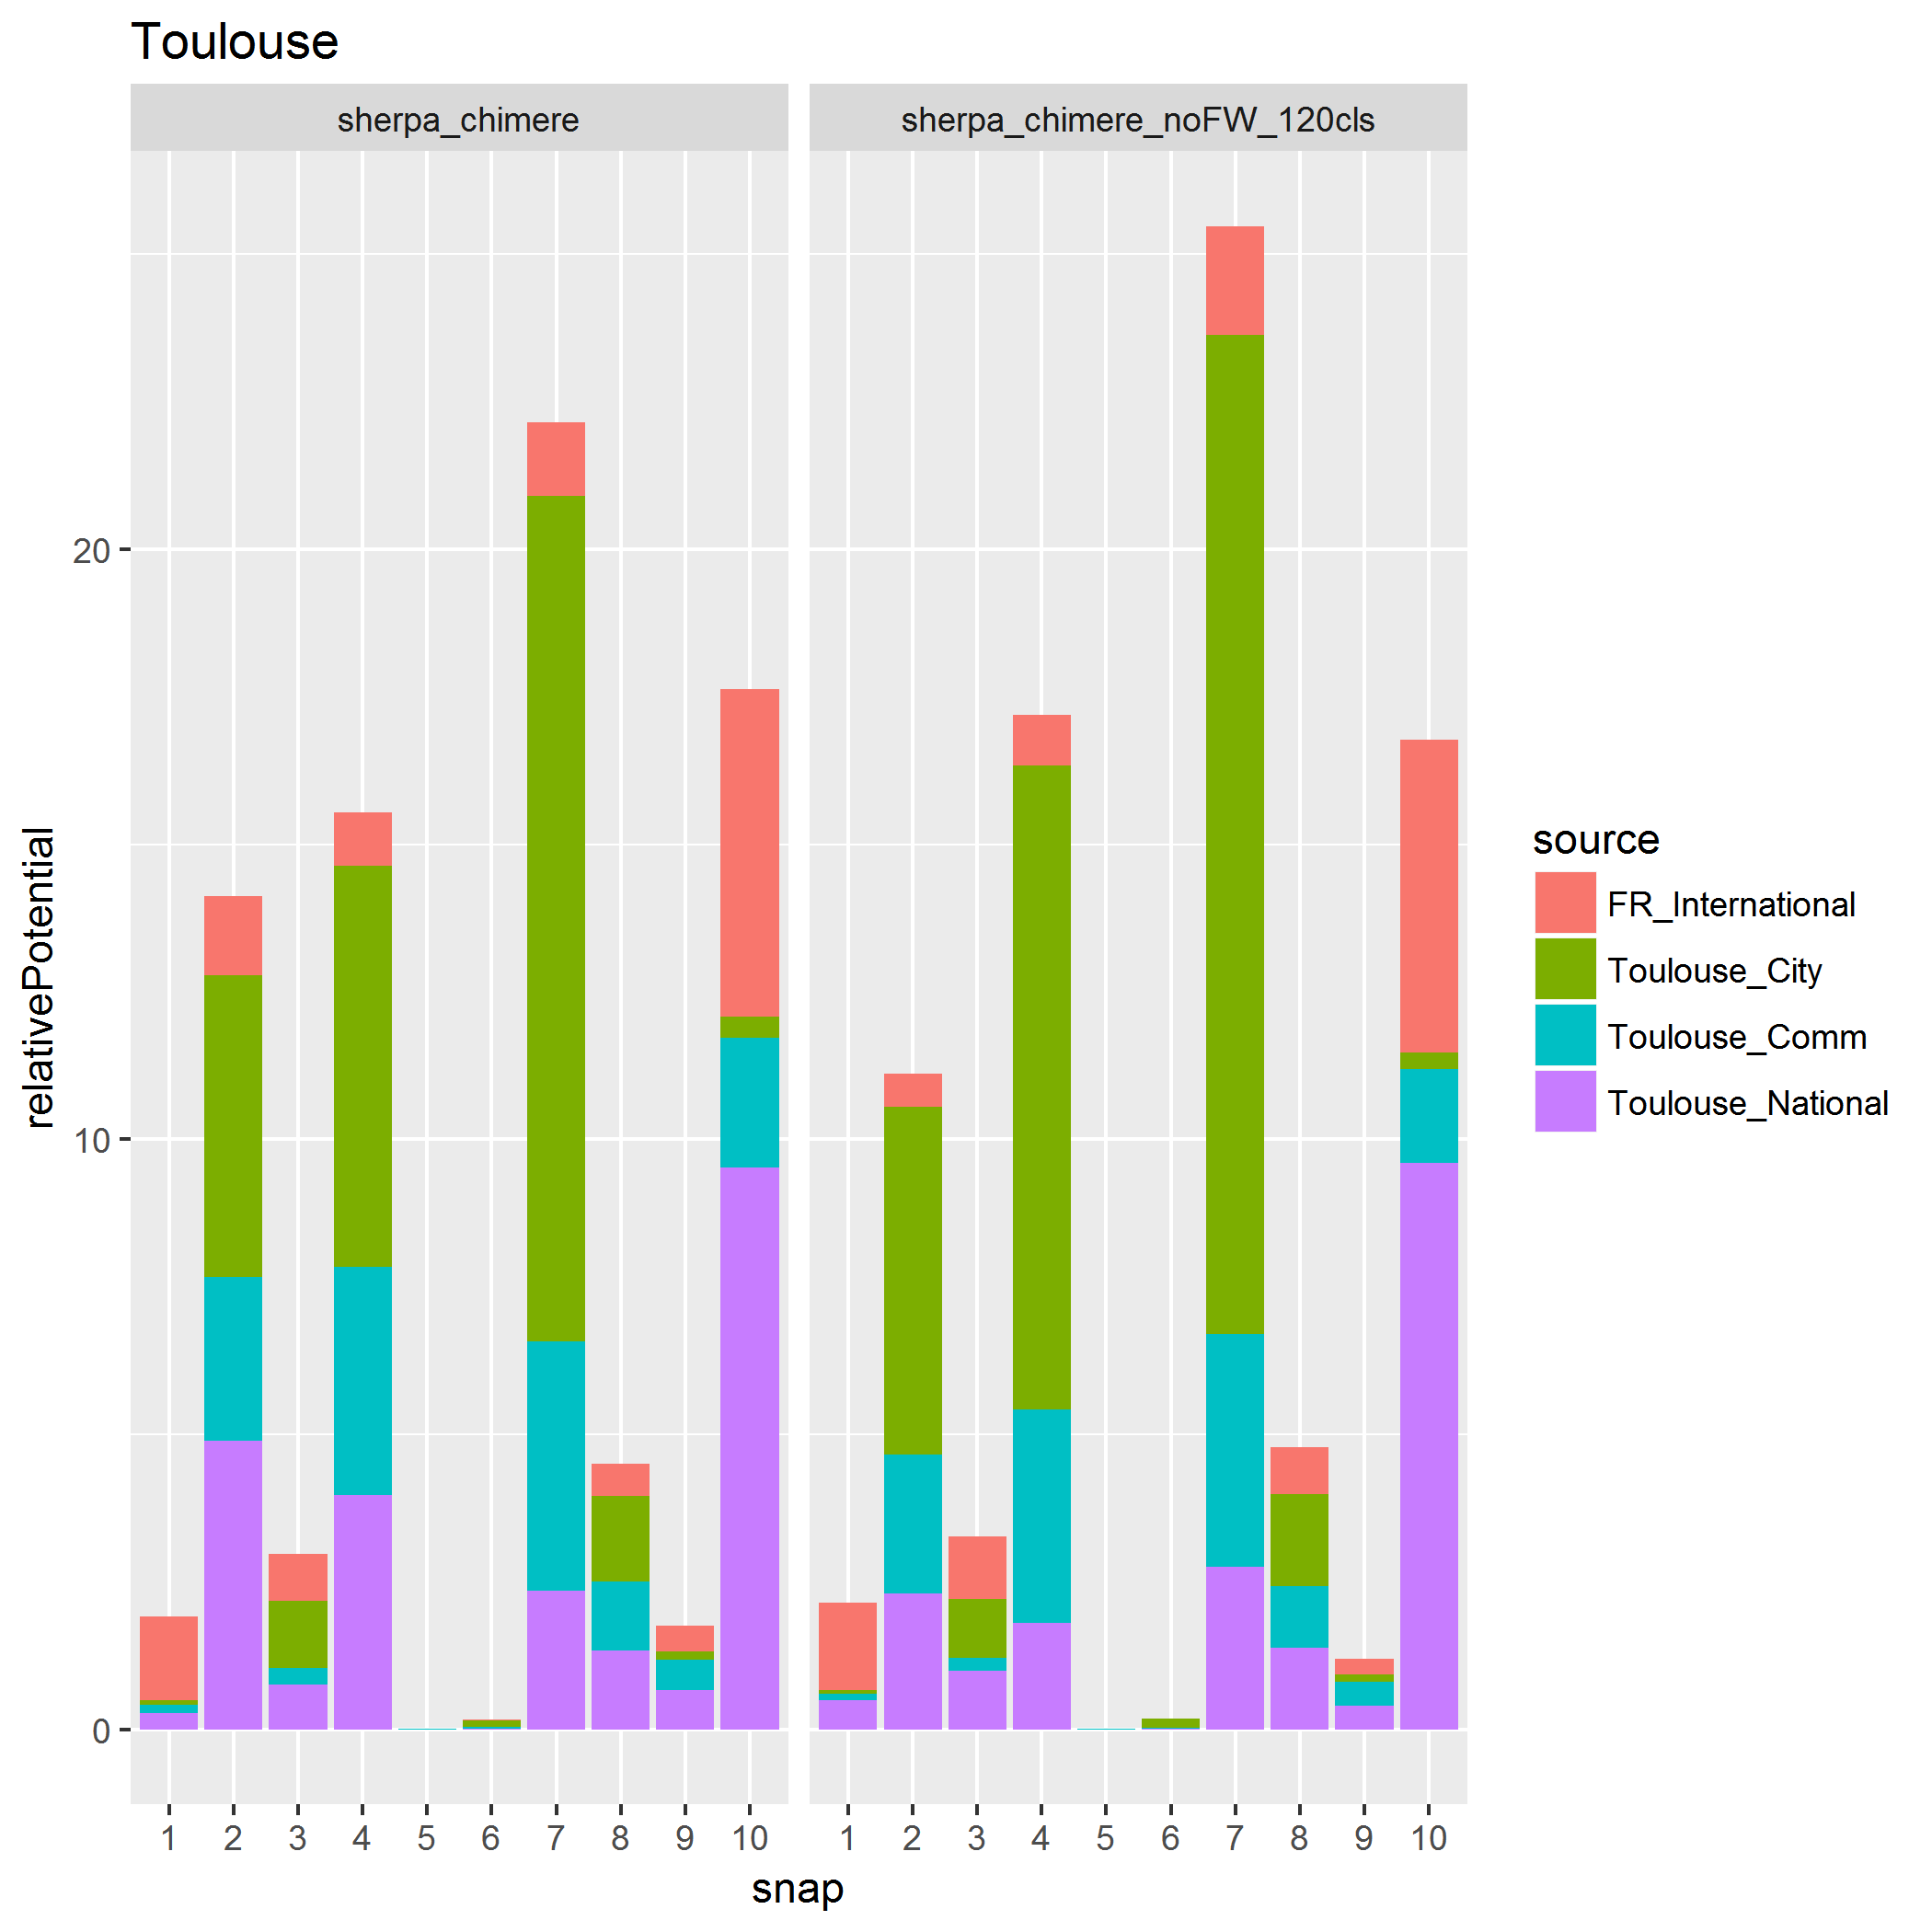 Toulouse
sherpa_chimere
sherpa_chimere_noFW_120cls
relativePotential
20
10
0
1 2 3 4 5 6 7 8 9 10
1 2 3 4 5 6 7 8 9 10
snap
source
FR_International
Toulouse_City
Toulouse_Comm
Toulouse_National